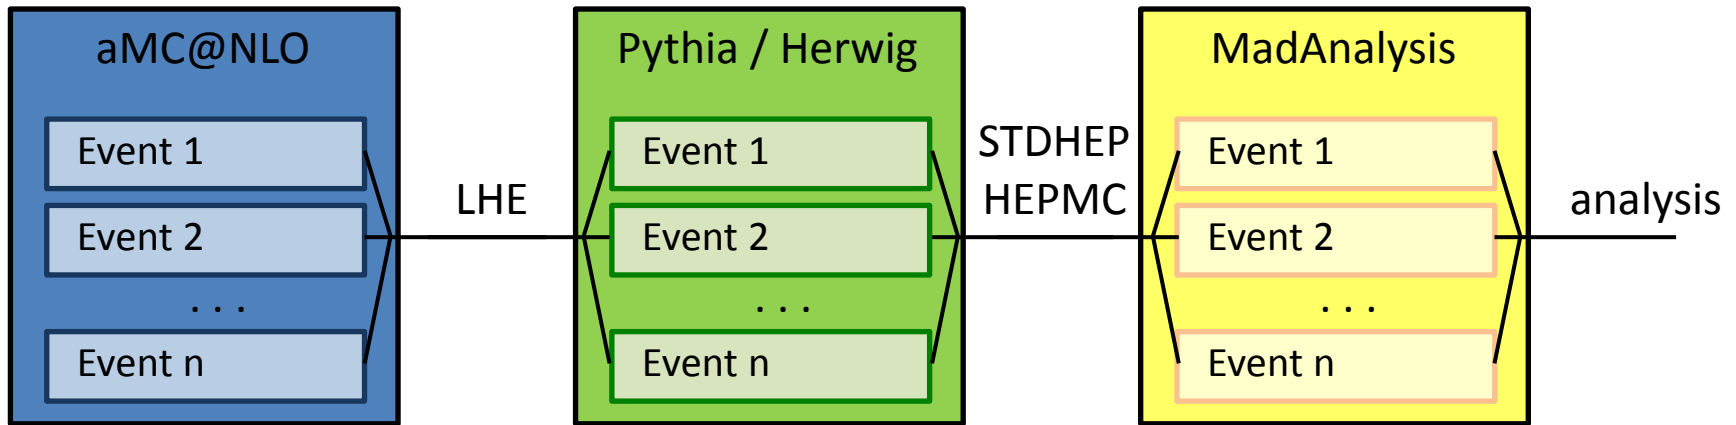 aMC@NLO
Event 1
Event 2
. . .
Event n
LHE
Pythia / Herwig
Event 1
Event 2
. . .
Event n
STDHEP
HEPMC
MadAnalysis
Event 1
Event 2
. . .
Event n
analysis